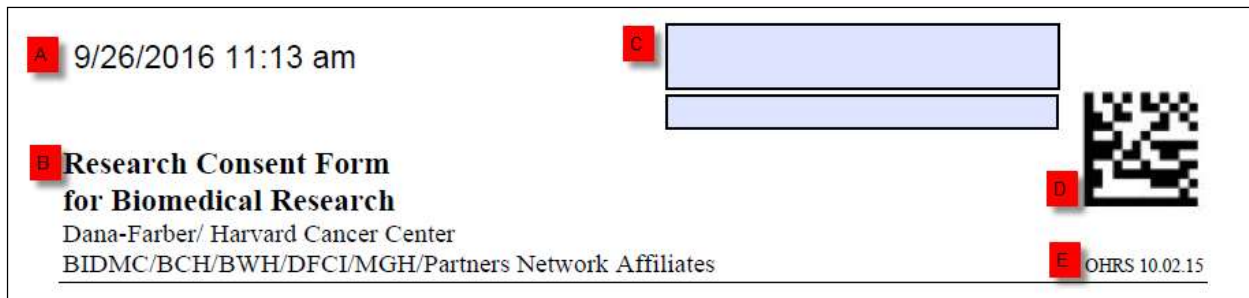 A 9/26/2016 11:13 am
C
B Research Consent Form
for Biomedical Research
D
Dana-Farber/ Harvard Cancer Center
BIDMC/BCH/BWH/DFCI/MGH/Partners Network Affiliates
E OHRS 10.02.15